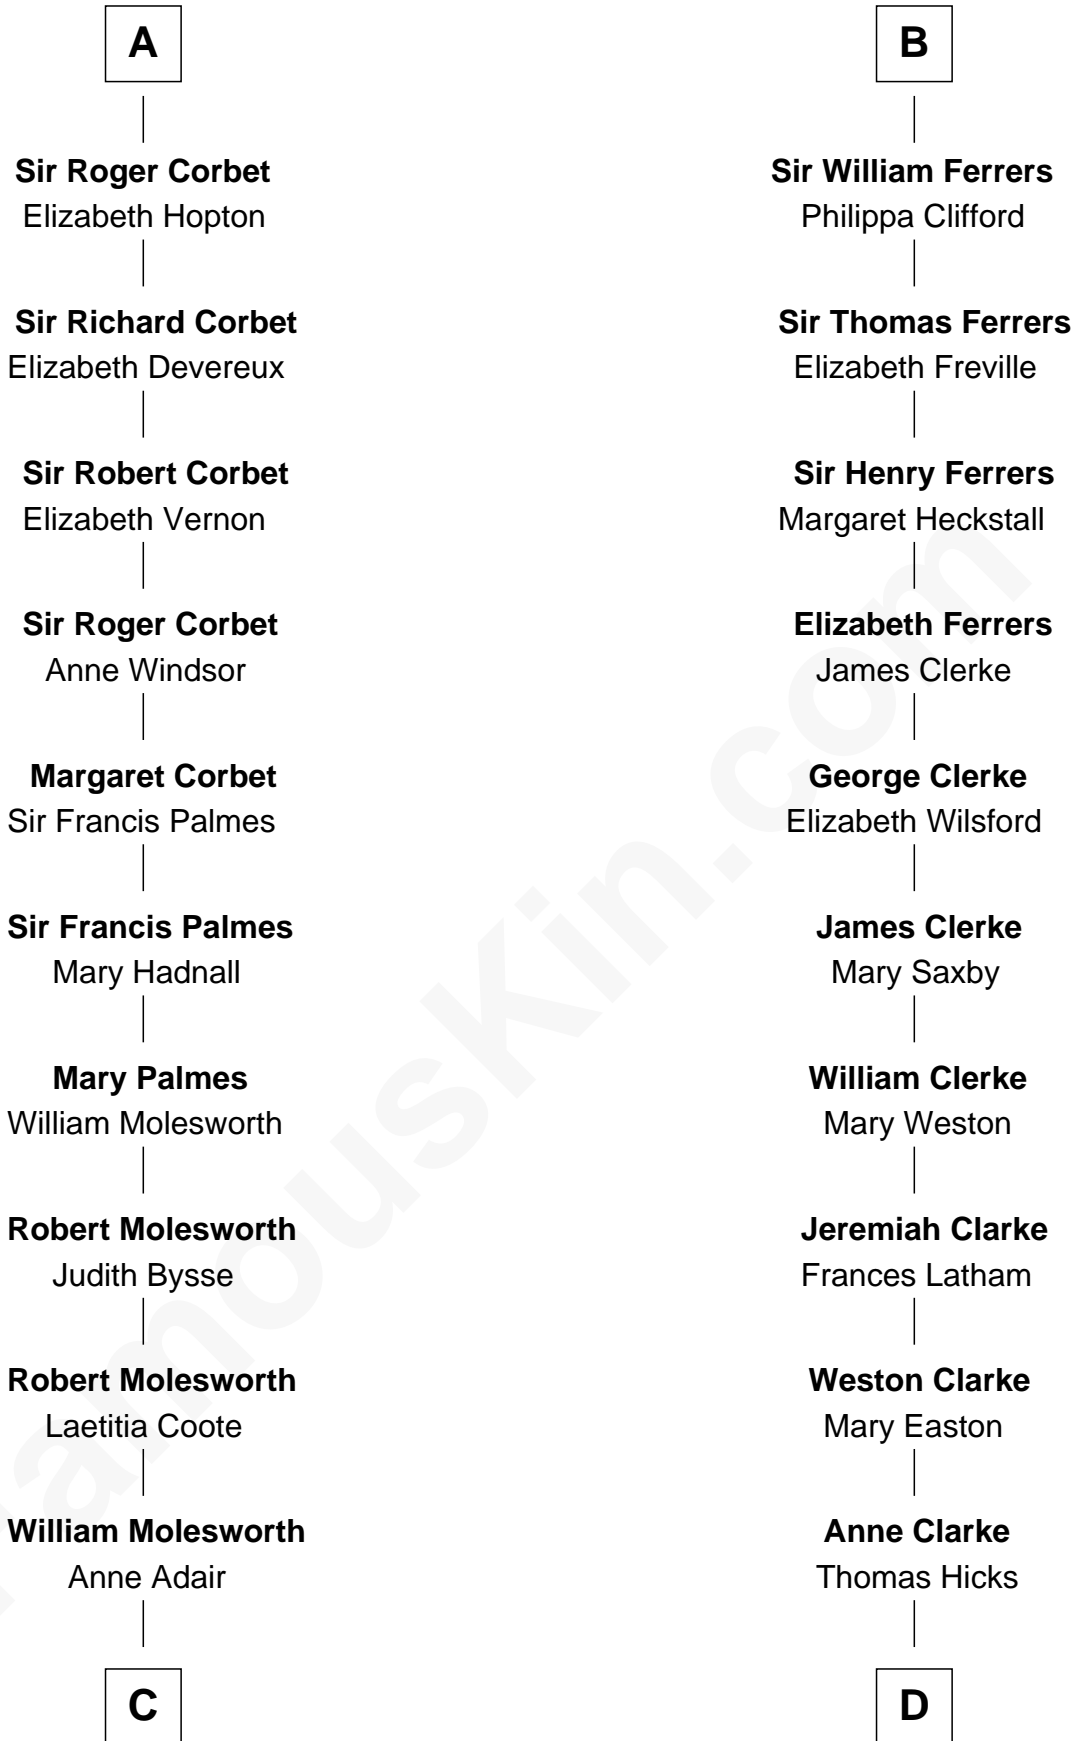 A
Sir Roger Corbet
Elizabeth Hopton
Sir Richard Corbet
Elizabeth Devereux
Sir Robert Corbet
Elizabeth Vernon
Sir Roger Corbet
Anne Windsor
Margaret Corbet
Sir Francis Palmes
Sir Francis Palmes
Mary Hadnall
Mary Palmes
William Molesworth
Robert Molesworth
Judith Bysse
Robert Molesworth
Laetitia Coote
William Molesworth
Anne Adair
C
B
Sir William Ferrers
Philippa Clifford
Sir Thomas Ferrers
Elizabeth Freville
Sir Henry Ferrers
Margaret Heckstall
Elizabeth Ferrers
James Clerke
George Clerke
Elizabeth Wilsford
James Clerke
Mary Saxby
William Clerke
Mary Weston
Jeremiah Clarke
Frances Latham
Weston Clarke
Mary Easton
Anne Clarke
Thomas Hicks
D
FamousKin.com